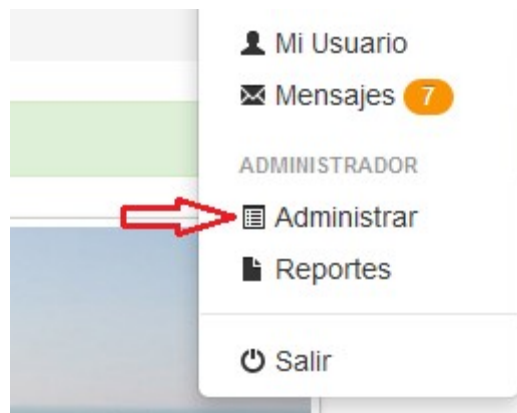 Mi Usuario
Mensajes 7
ADMINISTRADOR
Administrar
Reportes
Salir